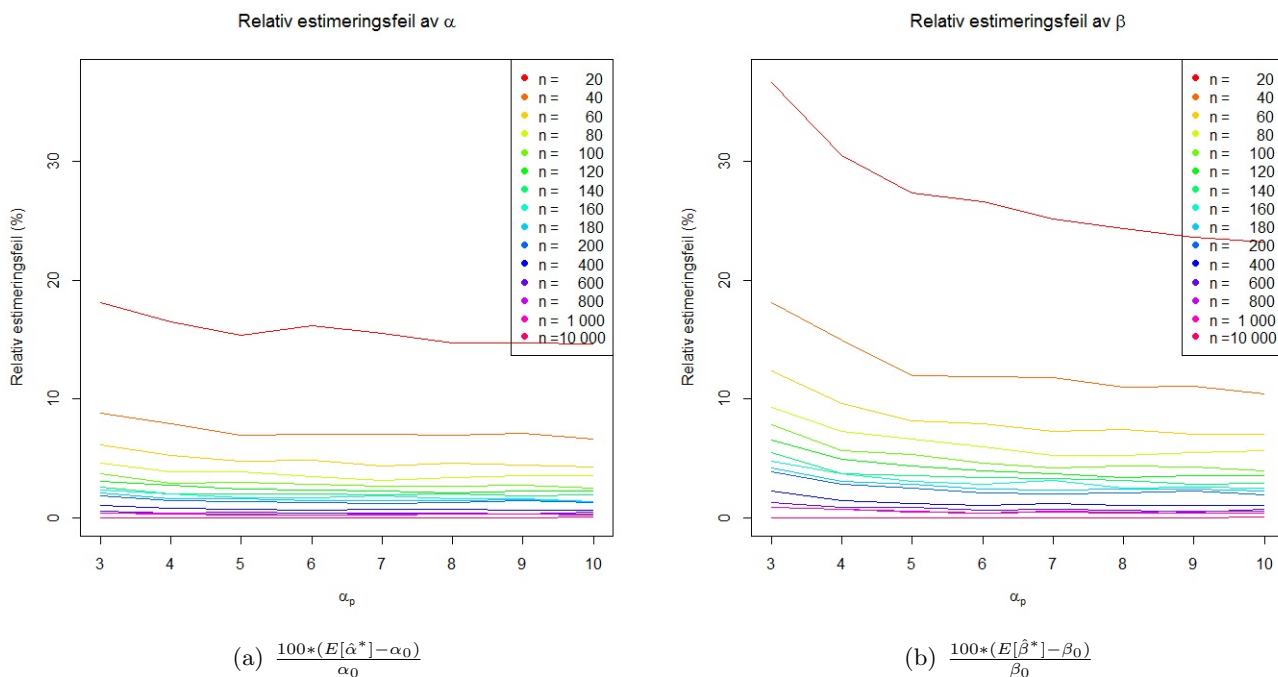 Relativ estimeringsfeil av α
Relativ estimeringsfeil (%)
30
20
10
0
3 4 5 6 7 8 9 10
αp
n = 20
n = 40
n = 60
n = 80
n = 100
n = 120
n = 140
n = 160
n = 180
n = 200
n = 400
n = 600
n = 800
n = 1 000
n =10 000
(a) 100∗(E[α̂*]−α0)
α0
Relativ estimeringsfeil av β
Relativ estimeringsfeil (%)
30
20
10
0
3 4 5 6 7 8 9 10
αp
n = 20
n = 40
n = 60
n = 80
n = 100
n = 120
n = 140
n = 160
n = 180
n = 200
n = 400
n = 600
n = 800
n = 1 000
n =10 000
(b) 100∗(E[β̂*]−β0)
β0